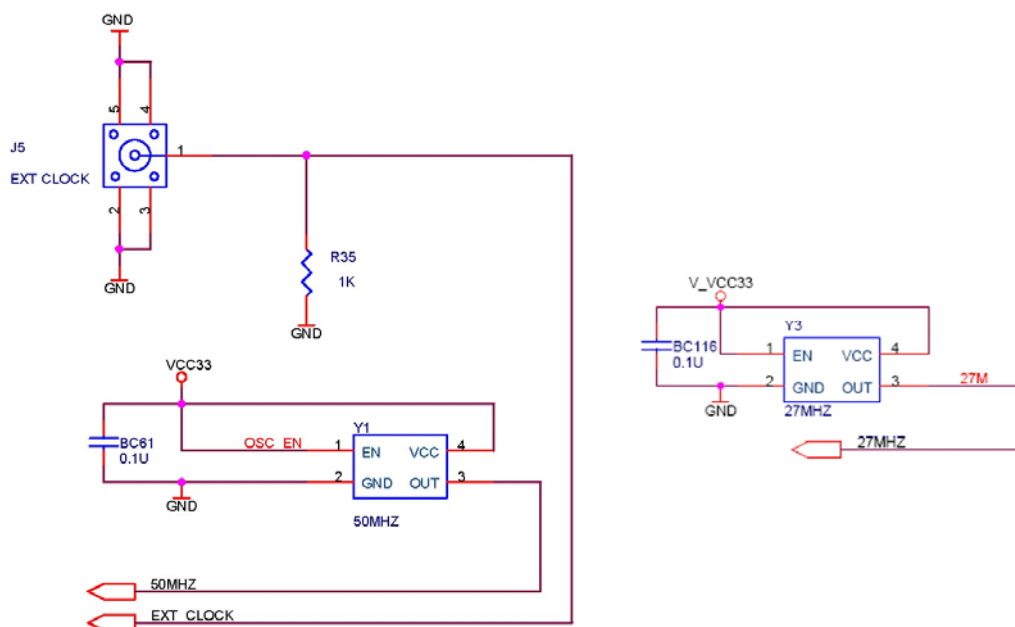 GND
5
4
J5
1
EXT CLOCK
2
3
GND
R35
1K
GND
V_VCC33
Y3
BC116
0.1U
1
EN
VCC
4
2
GND
OUT
3
27M
GND
27MHZ
27MHZ
VCC33
BC61
0.1U
OSC_EN
Y1
1
EN
VCC
4
2
GND
OUT
3
GND
50MHZ
50MHZ
EXT_CLOCK